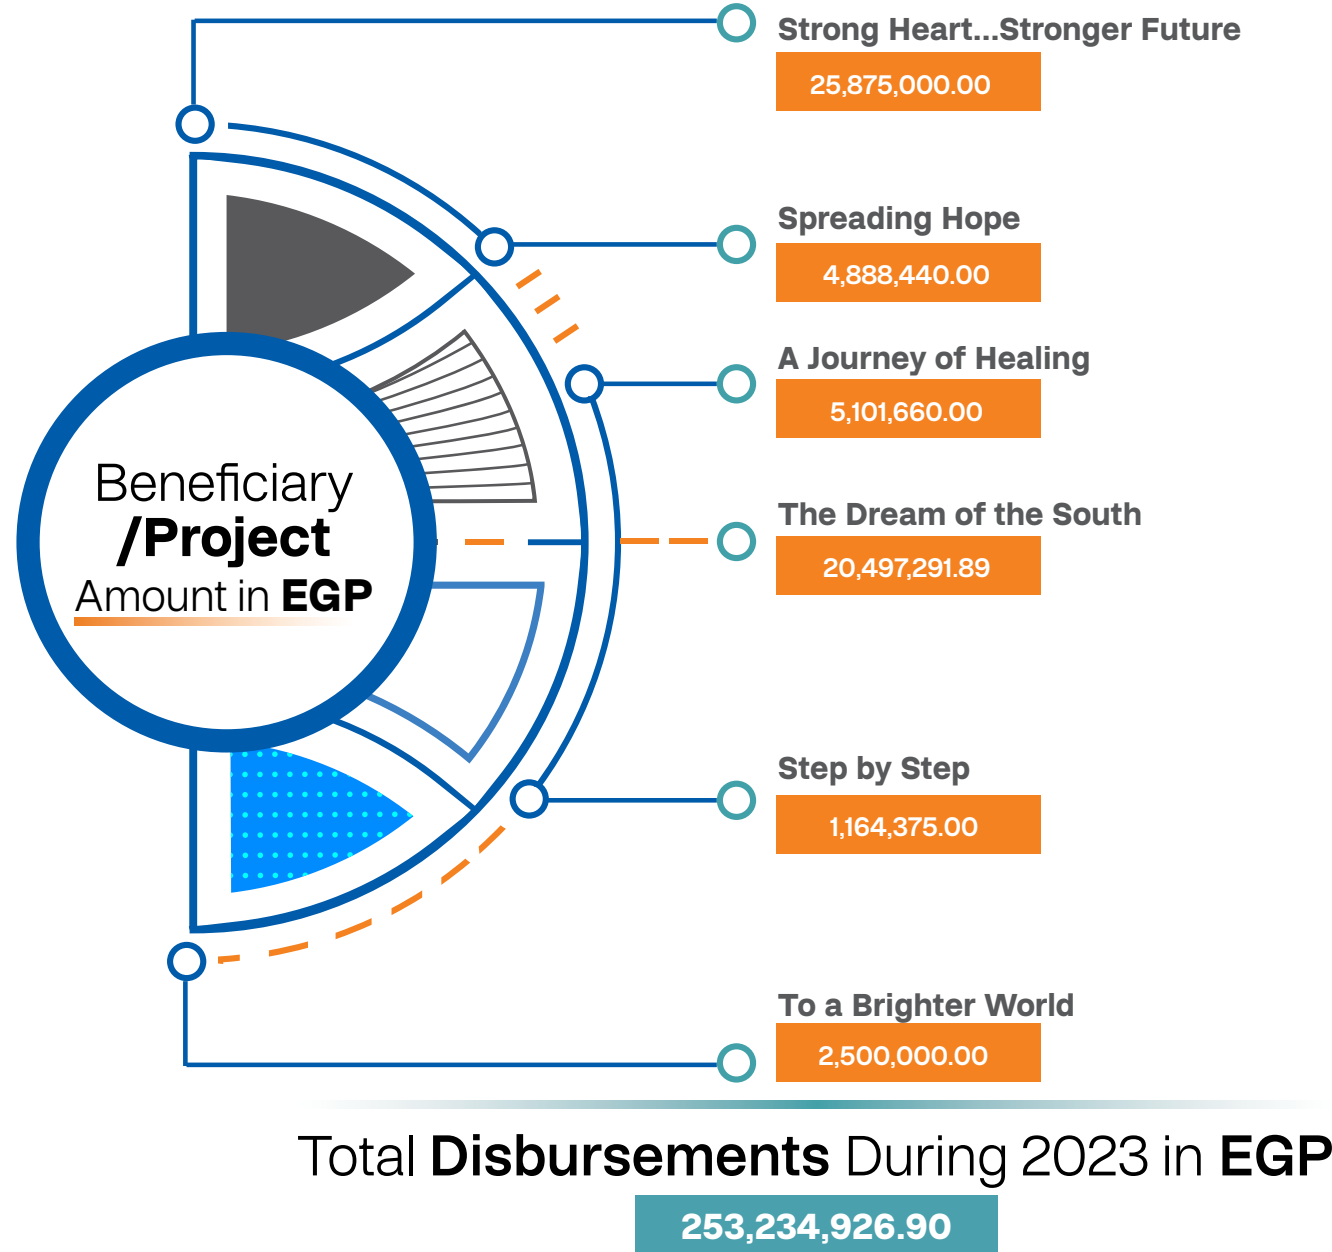 Strong Heart...Stronger Future
25,875,000.00
Spreading Hope
4,888,440.00
A Journey of Healing
5,101,660.00
Beneficiary
/Project
Amount in EGP
The Dream of the South
20,497,291.89
Step by Step
1,164,375.00
To a Brighter World
2,500,000.00
Total Disbursements During 2023 in EGP
253,234,926.90